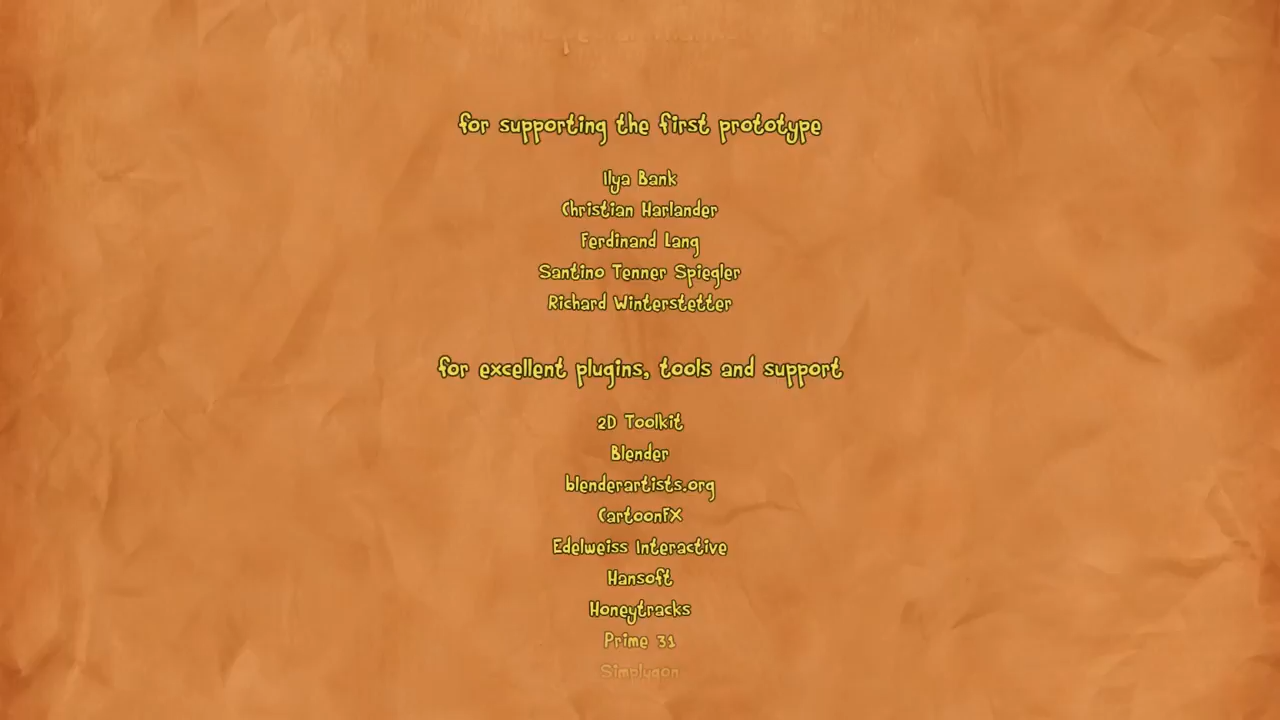 for supporting the first prototype
Ilya Bank
Christian Harlander
Ferdinand Lang
Santino Tenner Spiegler
Richard Winterstetter
for excellent plugins, tools and support
2D Toolkit
Blender
blenderartists.org
CartoonFX
Edelweiss Interactive
Hansoft
Honeytracks
Prime 31
Simplygon